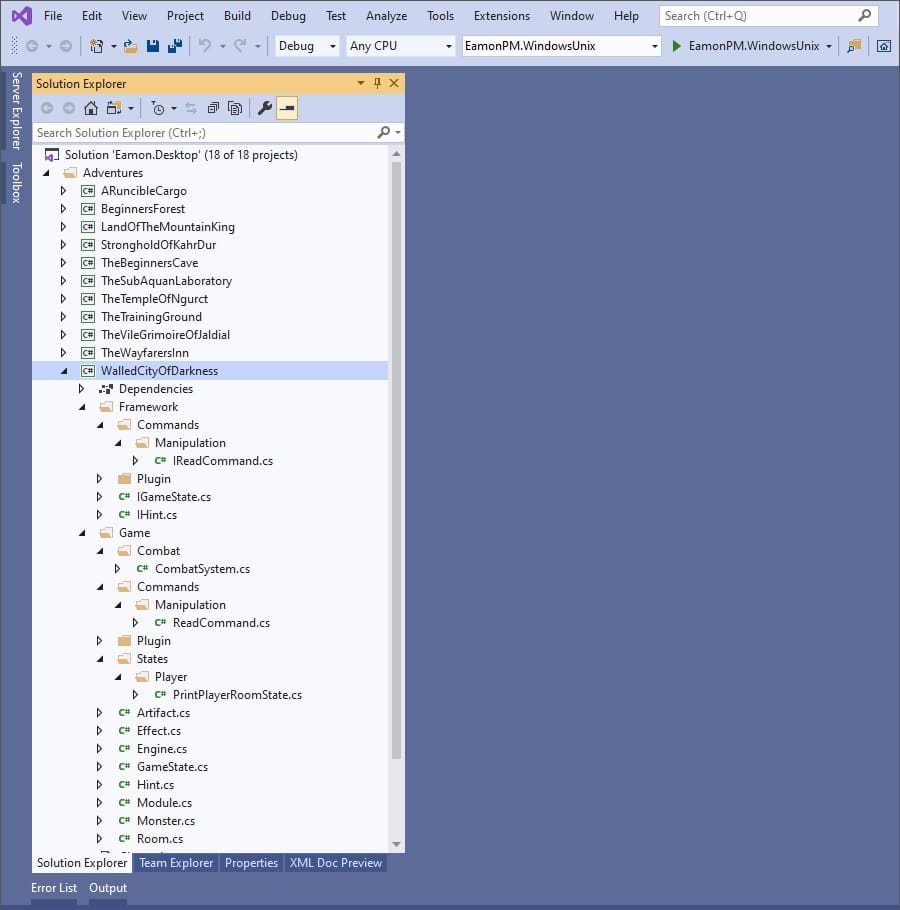 File Edit View Project Build Debug Test Analyze Tools Extensions Window Help Search (Ctrl+Q)
Debug Any CPU EamonPM.WindowsUnix EamonPM.WindowsUnix
Server Explorer
Toolbox
Solution Explorer
Search Solution Explorer (Ctrl+;)
Solution 'Eamon.Desktop' (18 of 18 projects)
Adventures
C# ARuncibleCargo
C# BeginnersForest
C# LandOfTheMountainKing
C# StrongholdOfKahrDur
C# TheBeginnersCave
C# TheSubAquanLaboratory
C# TheTempleOfNgurct
C# TheTrainingGround
C# TheVileGrimoireOfJaldial
C# TheWayfarersInn
C# WalledCityOfDarkness
Dependencies
Framework
Commands
Manipulation
C# IReadCommand.cs
Plugin
C# IGameState.cs
C# IHint.cs
Game
Combat
C# CombatSystem.cs
Commands
Manipulation
C# ReadCommand.cs
Plugin
States
Player
C# PrintPlayerRoomState.cs
C# Artifact.cs
C# Effect.cs
C# Engine.cs
C# GameState.cs
C# Hint.cs
C# Module.cs
C# Monster.cs
C# Room.cs
Solution Explorer Team Explorer Properties XML Doc Preview
Error List Output